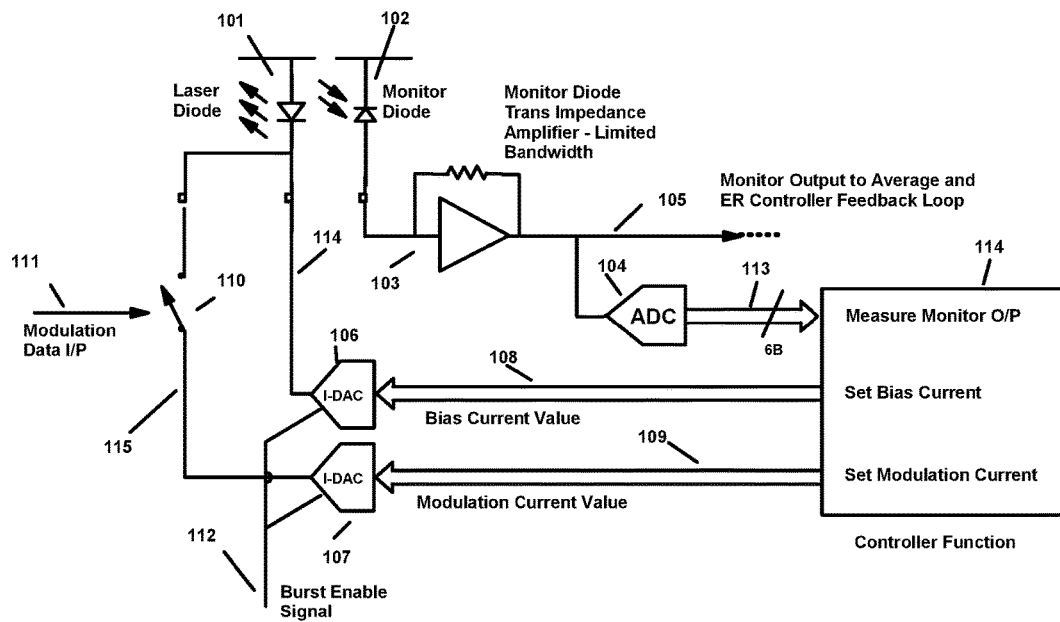 101
102
Laser
Diode
Monitor
Diode
Monitor Diode
Trans Impedance
Amplifier - Limited
Bandwidth
Monitor Output to Average and
ER Controller Feedback Loop
105
114
103
104
113
114
111
110
Modulation
Data I/P
ADC
6B
Measure Monitor O/P
106
108
I-DAC
Set Bias Current
Bias Current Value
115
109
I-DAC
Set Modulation Current
Modulation Current Value
112
107
Controller Function
Burst Enable
Signal